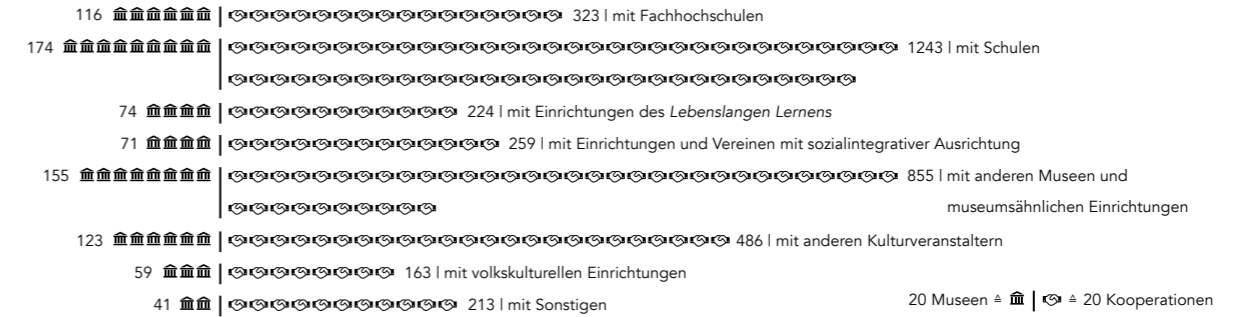 116 323 | mit Fachhochschulen
174 1243 | mit Schulen
74 224 | mit Einrichtungen des Lebenslangen Lernens
71 259 | mit Einrichtungen und Vereinen mit sozialintegrativer Ausrichtung
155 855 | mit anderen Museen und
museumsähnlichen Einrichtungen
123 486 | mit anderen Kulturveranstaltern
59 163 | mit volkskulturellen Einrichtungen
41 213 | mit Sonstigen
20 Museen ≙ | ≙ 20 Kooperationen